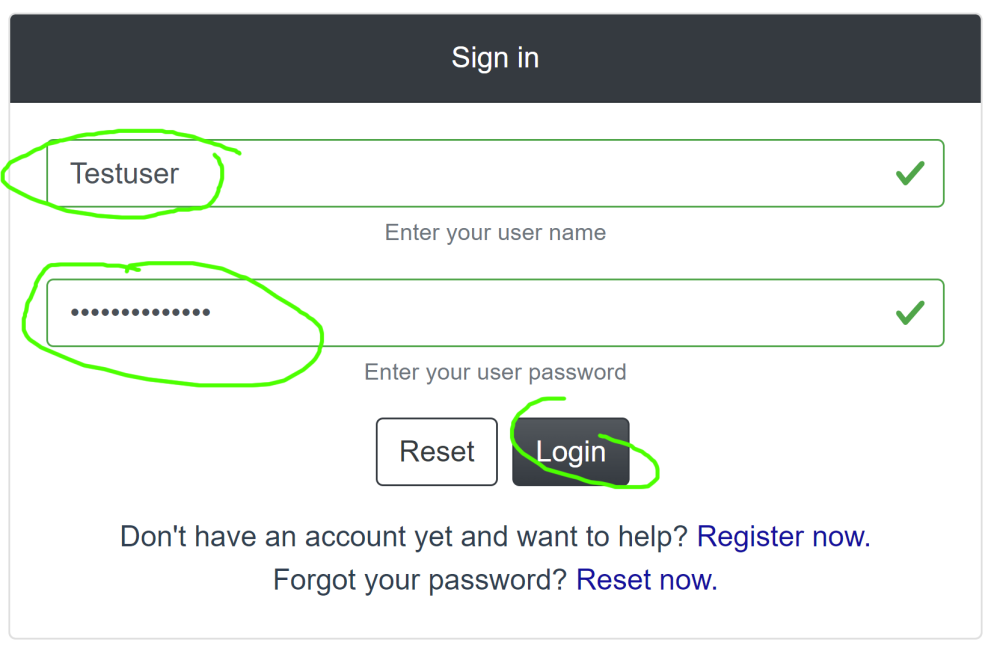 Sign in
Testuser
Enter your user name
••••••••••••••
Enter your user password
Reset Login
Don't have an account yet and want to help? Register now.
Forgot your password? Reset now.